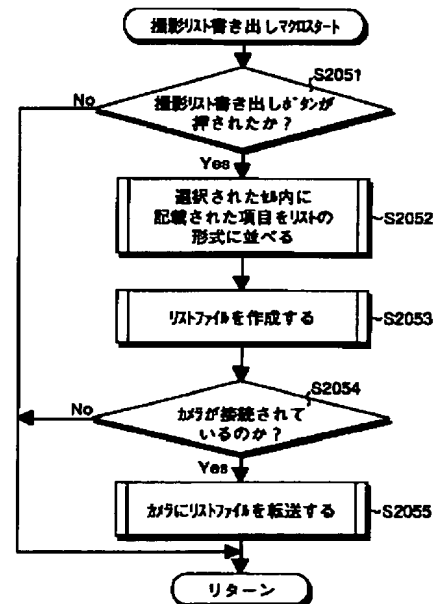 撮影リスト書き出しマクロスタート
S2051
No
撮影リスト書き出しボタンが
押されたか？
Yes
選択されたセル内に
記載された項目をリストの
形式に並べる
S2052
リストファイルを作成する
S2053
S2054
No
カメラが接続されて
いるのか？
Yes
カメラにリストファイルを転送する
S2055
リターン